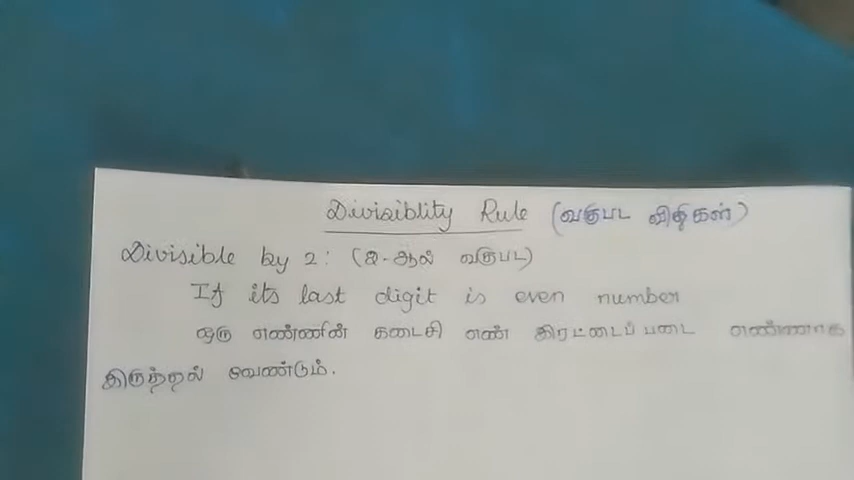 Divisiblity Rule (வகுபட விதிகள்)
Divisible by 2: (2-ஆல் வகுபட)
If its last digit is even number
ஒரு எண்ணின் கடைசி எண் இரட்டைப் படை எண்ணாக
இருத்தல் வேண்டும்.